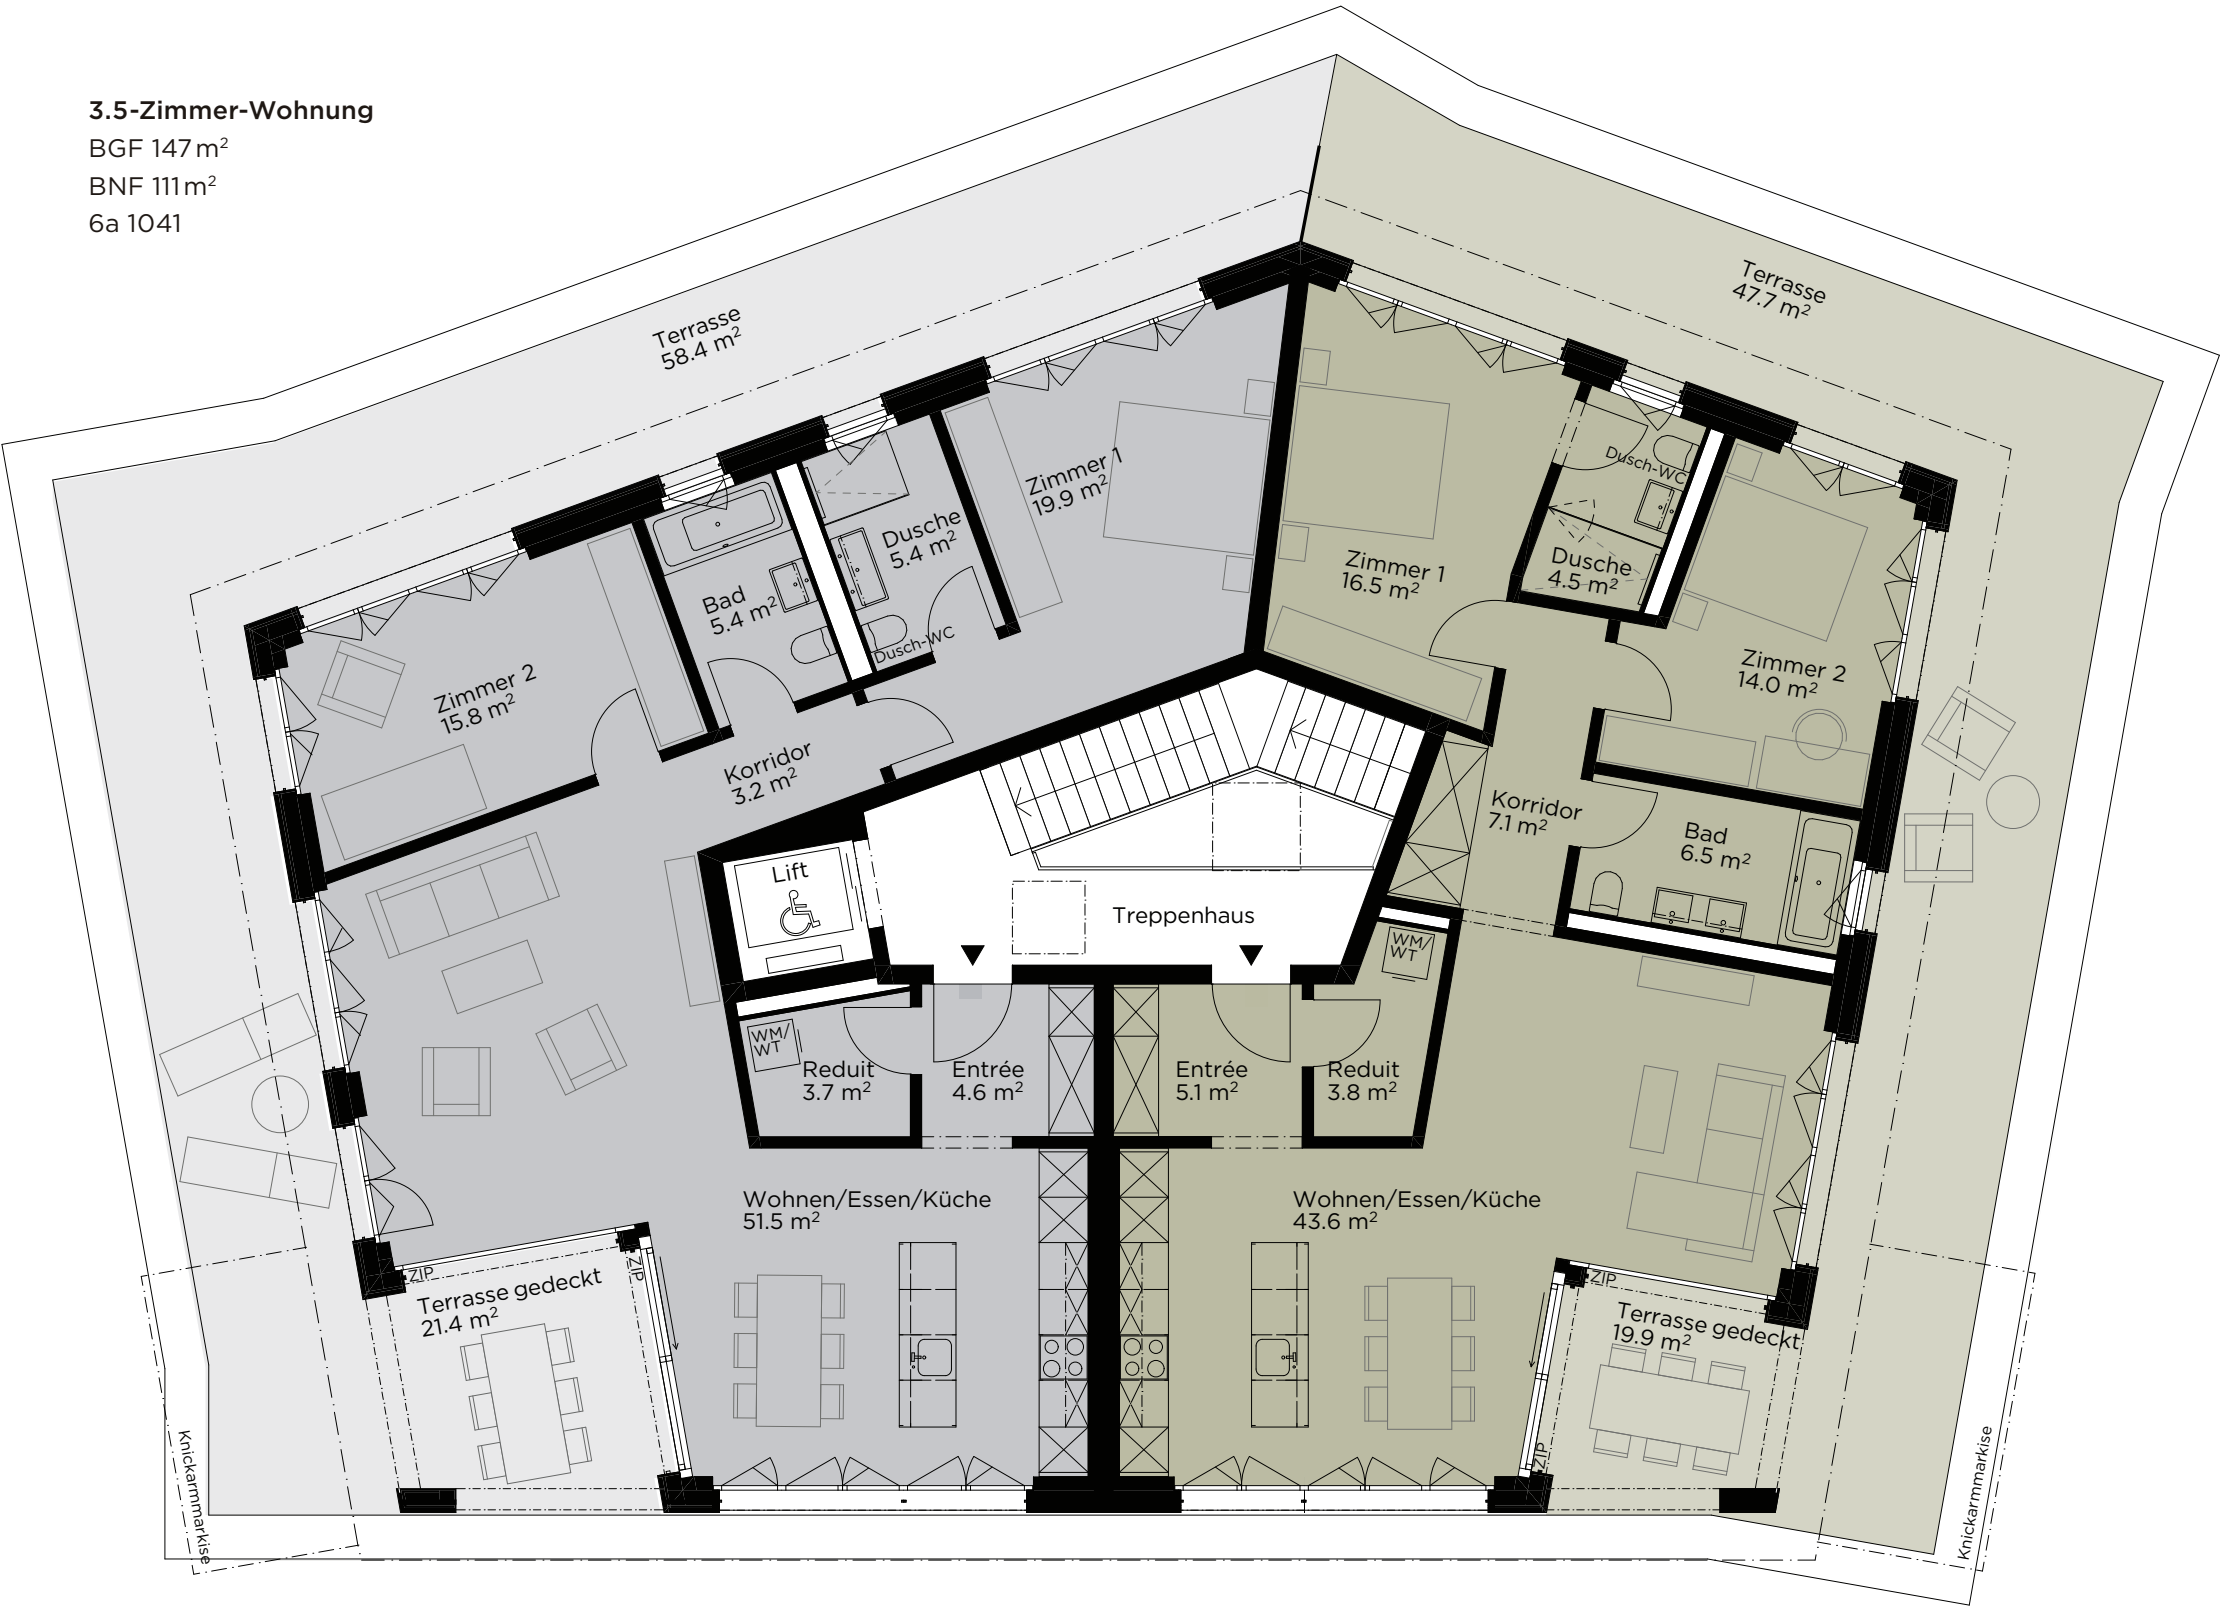 3.5-Zimmer-Wohnung
BGF 147 m²
BNF 111 m²
6a 1041
Terrasse
58.4 m²
Terrasse
47.7 m²
Zimmer 1
19.9 m²
Dusche
5.4 m²
Dusch-WC
Bad
5.4 m²
Zimmer 2
15.8 m²
Korridor
3.2 m²
Zimmer 1
16.5 m²
Dusch-WC
Dusche
4.5 m²
Zimmer 2
14.0 m²
Korridor
7.1 m²
Bad
6.5 m²
Lift
Treppenhaus
WM/
WT
Reduit
3.7 m²
Entrée
4.6 m²
Entrée
5.1 m²
Reduit
3.8 m²
WM/
WT
Wohnen/Essen/Küche
51.5 m²
Wohnen/Essen/Küche
43.6 m²
ZIP
ZIP
Terrasse gedeckt
21.4 m²
ZIP
ZIP
Terrasse gedeckt
19.9 m²
Knickarmmarkise
Knickarmmarkise